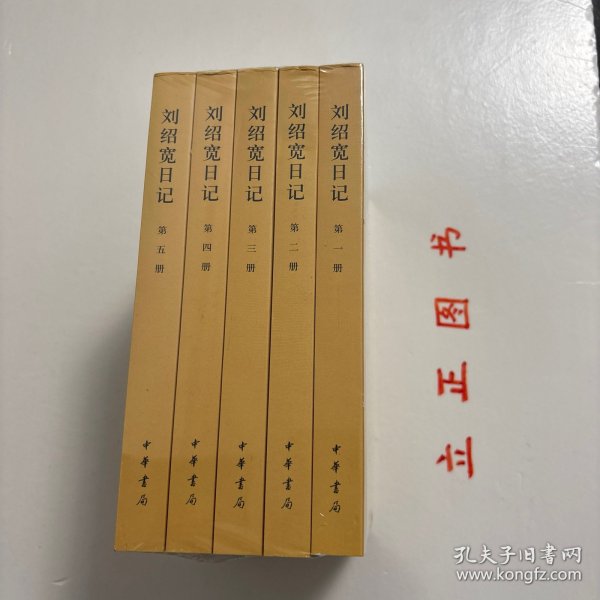 刘绍宽日记 第五册 中华书局
刘绍宽日记 第四册 中华书局
刘绍宽日记 第三册 中华书局
刘绍宽日记 第二册 中华书局
刘绍宽日记 第一册 中华书局
立正图书
孔夫子旧书网
www.kongfz.com